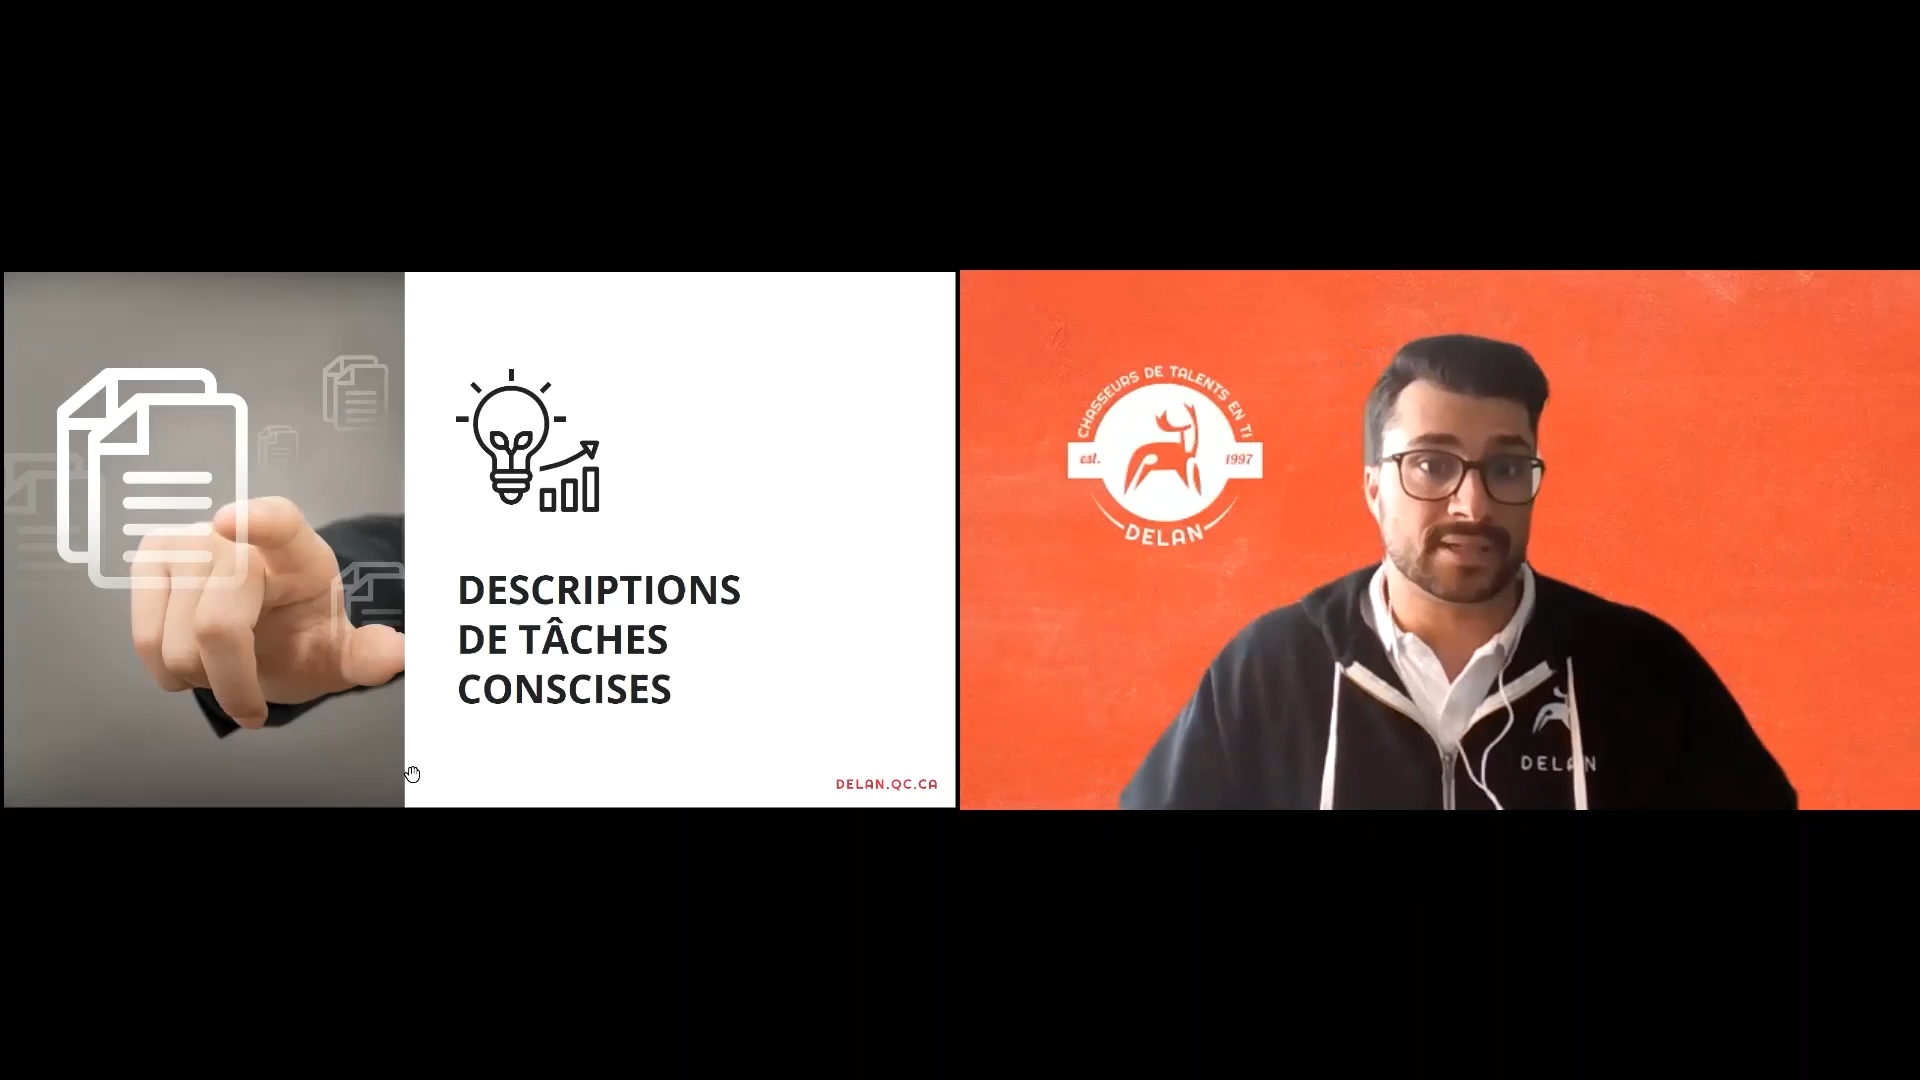 DESCRIPTIONS
DE TÂCHES
CONSCISES
DELAN.QC.CA
CHASSEURS DE TALENTS EN TI
est. 1997
DELAN
DELAN